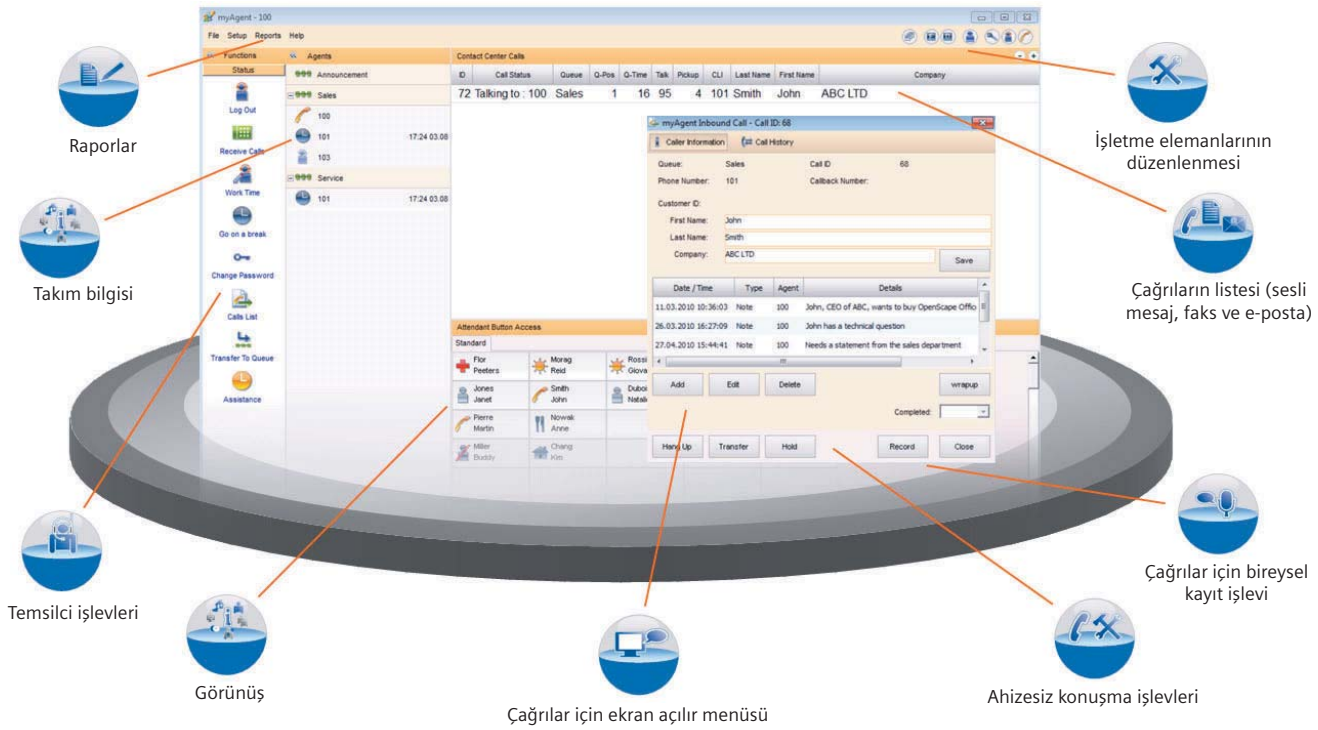 myAgent - 100
File Setup Reports Help
Functions
Agents
Contact Center Calls
Status
Log Out
Receive Calls
Work Time
Go on a break
Change Password
Calls List
Transfer To Queue
Assistance
Announcement
Sales
100
101 17:24 03.08
103
Service
101 17:24 03.08
ID Call Status Queue Q-Pos Q-Time Talk Pickup CLI Last Name First Name Company
72 Talking to : 100 Sales 1 16 95 4 101 Smith John ABC LTD
myAgent Inbound Call - Call ID: 68
Caller Information Call History
Queue: Sales Call ID 68
Phone Number: 101 Callback Number:
Customer ID:
First Name: John
Last Name: Smith
Company: ABC LTD
Save
Date / Time Type Agent Details
11.03.2010 10:36:03 Note 100 John, CEO of ABC, wants to buy OpenScape Offic
26.03.2010 16:27:09 Note 100 John has a technical question
27.04.2010 15:44:41 Note 100 Needs a statement from the sales department
Add Edit Delete wrapup
Completed:
Hang Up Transfer Hold Record Close
Attendant Button Access
Standard
Flor
Peeters
Morag
Reid
Rossi
Giova
Jones
Janet
Smith
John
Duboi
Natali
Pierre
Martin
Nowak
Anne
Miller
Buddy
Chang
Kim
Raporlar
Takım bilgisi
Temsilci işlevleri
Görünüş
Çağrılar için ekran açılır menüsü
Ahizesiz konuşma işlevleri
Çağrılar için bireysel
kayıt işlevi
Çağrıların listesi (sesli
mesaj, faks ve e-posta)
İşletme elemanlarının
düzenlenmesi